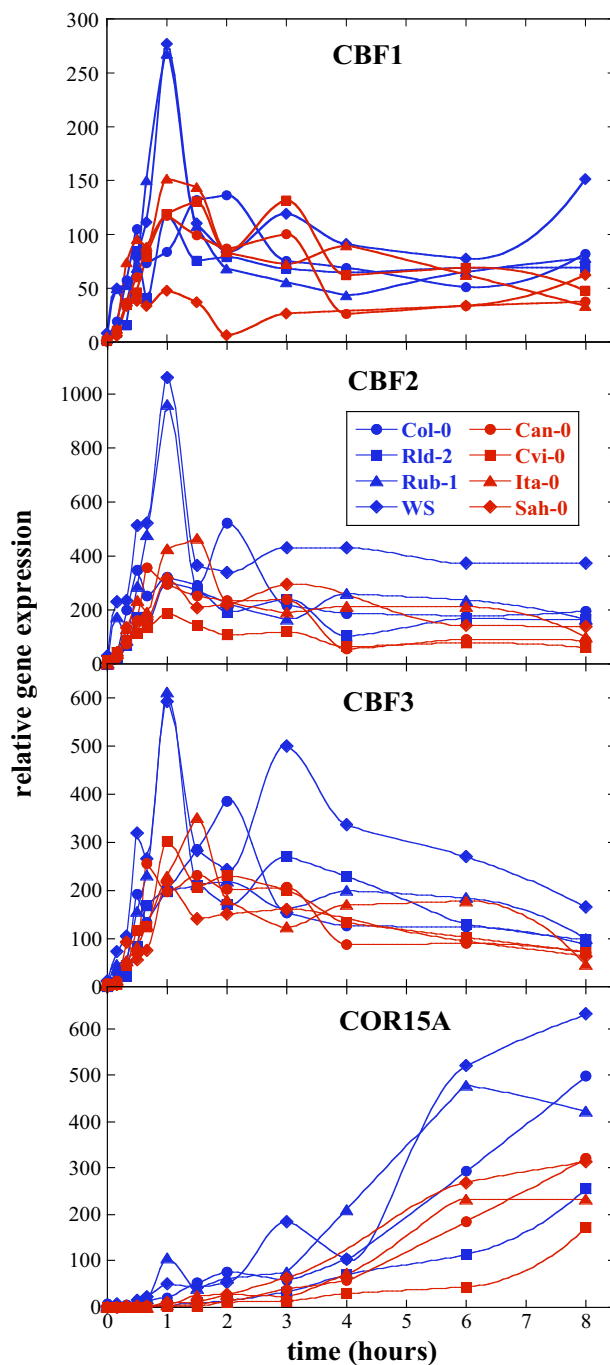 CBF1
300
250
200
150
100
50
0
CBF2
1000
800
600
400
200
0
Col-0 Can-0
Rld-2 Cvi-0
Rub-1 Ita-0
WS Sah-0
CBF3
600
500
400
300
200
100
0
COR15A
600
500
400
300
200
100
0
0 1 2 3 4 5 6 7 8
time (hours)
relative gene expression